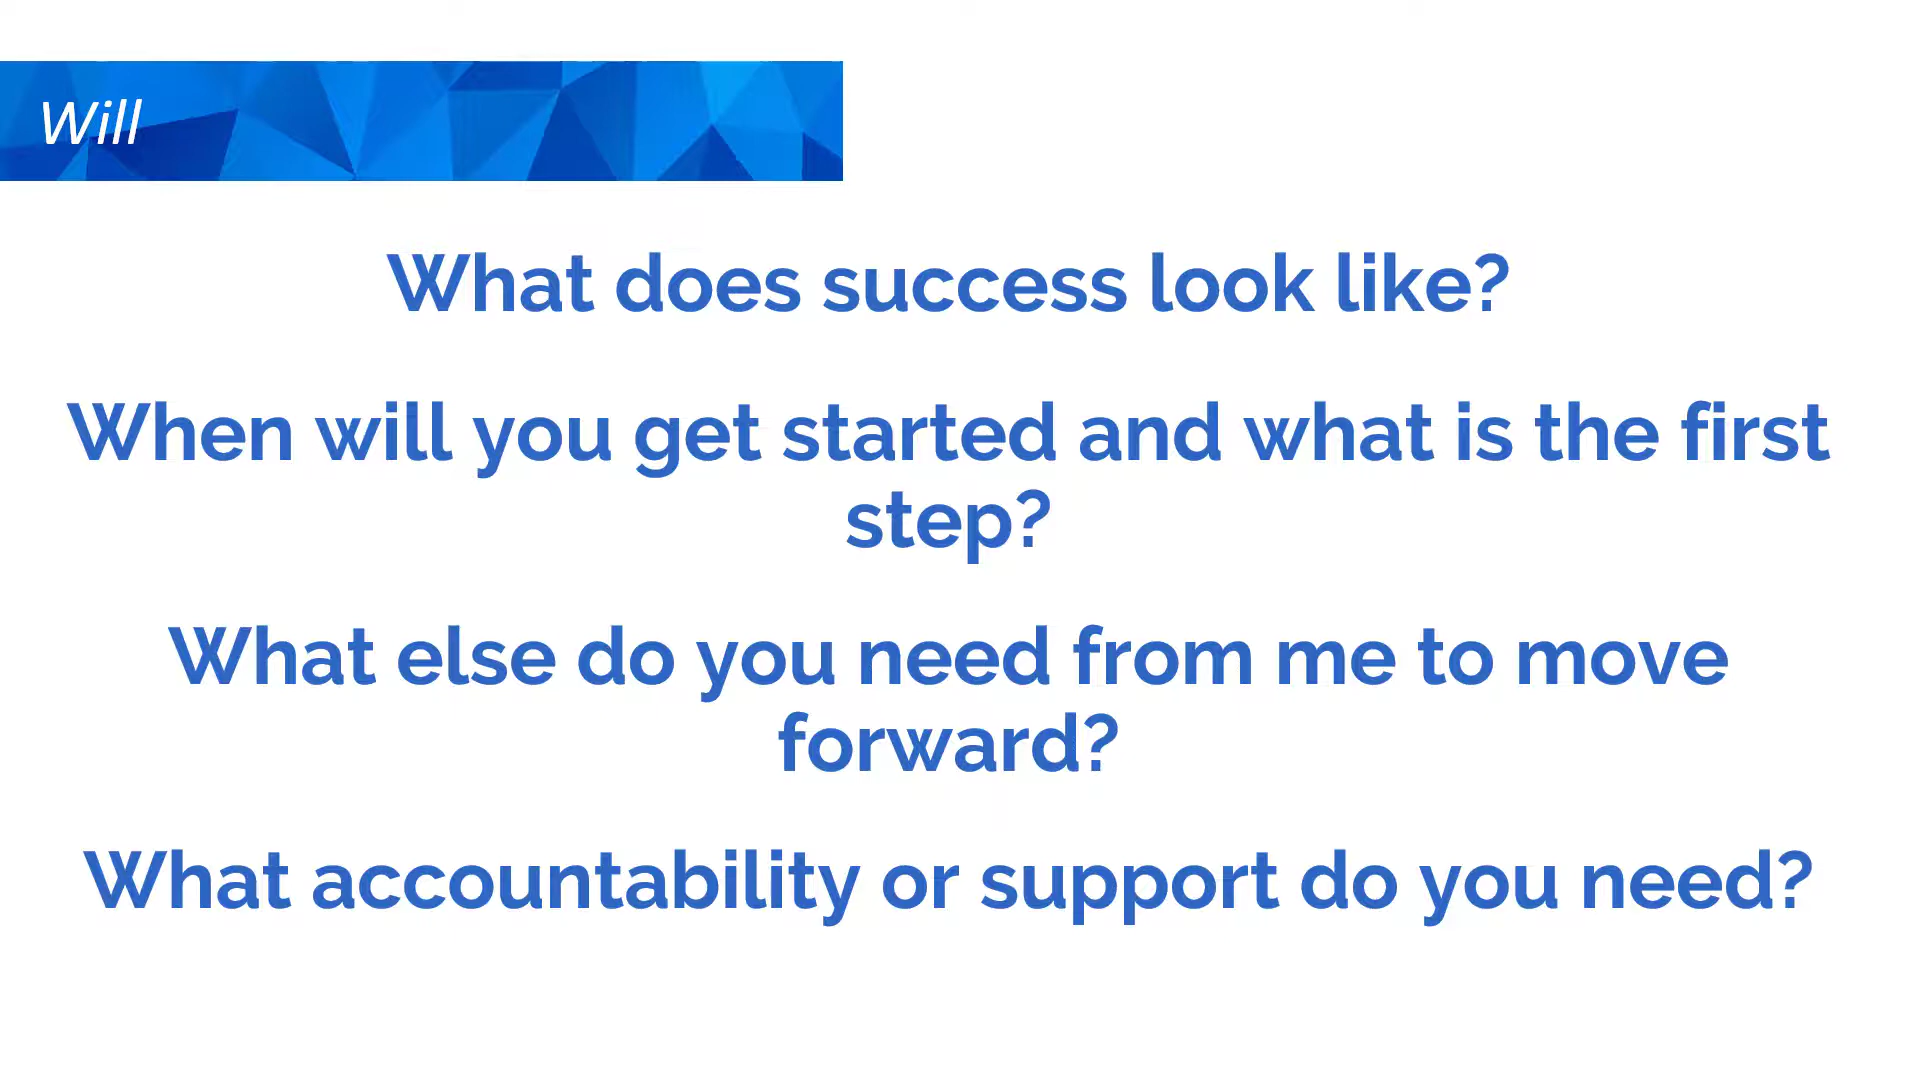 Will
What does success look like?
When will you get started and what is the first
step?
What else do you need from me to move
forward?
What accountability or support do you need?